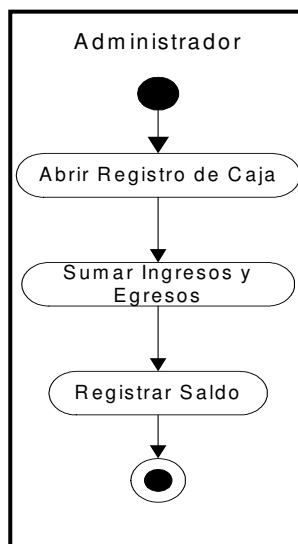 Administrador
Abrir Registro de Caja
Sumar Ingresos y
Egresos
Registrar Saldo